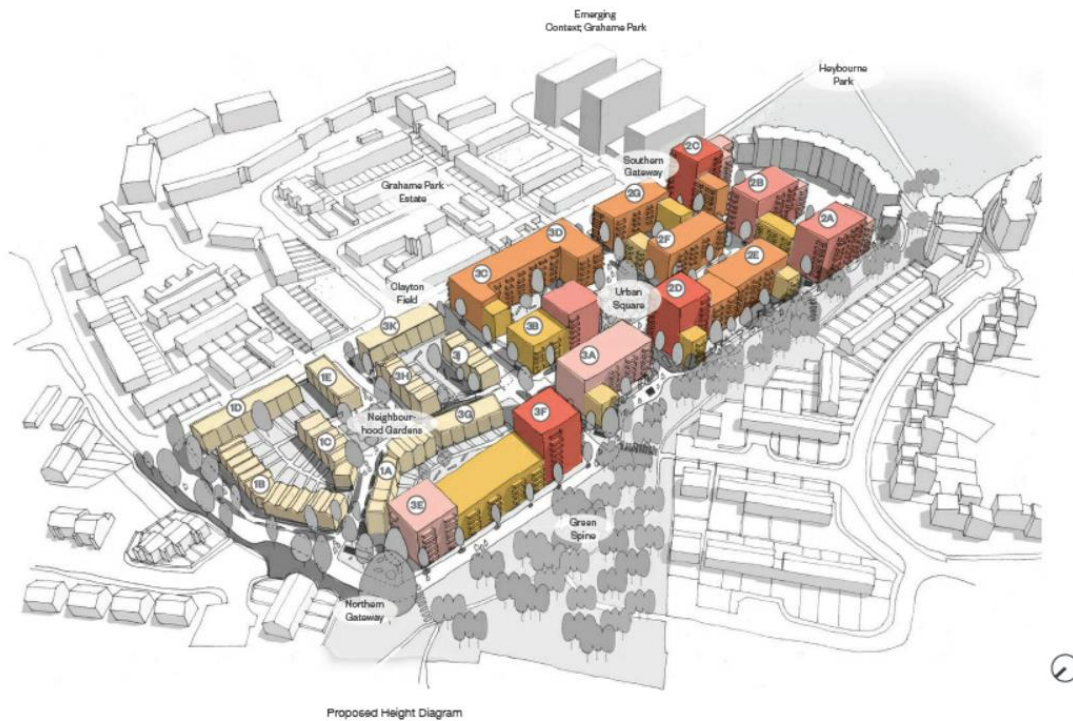 Emerging
Context; Grahame Park
Heybourne
Park
2C
Southern
Gateway
2B
2G
Grahame Park
Estate
2A
3D
2F
2E
3C
Clayton
Field
Urban
Square
2D
3K
3B
3J
3A
1E
3H
1D
3G
3F
Neighbour-
hood Gardens
1C
1A
1B
3E
Green
Spine
Northern
Gateway
Proposed Height Diagram